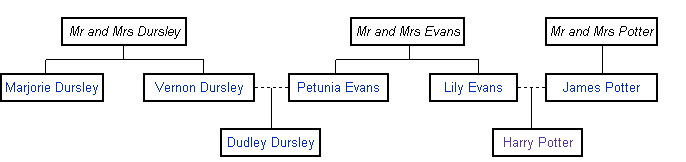 Mr and Mrs Dursley
Mr and Mrs Evans
Mr and Mrs Potter
Marjorie Dursley
Vernon Dursley
Petunia Evans
Lily Evans
James Potter
Dudley Dursley
Harry Potter